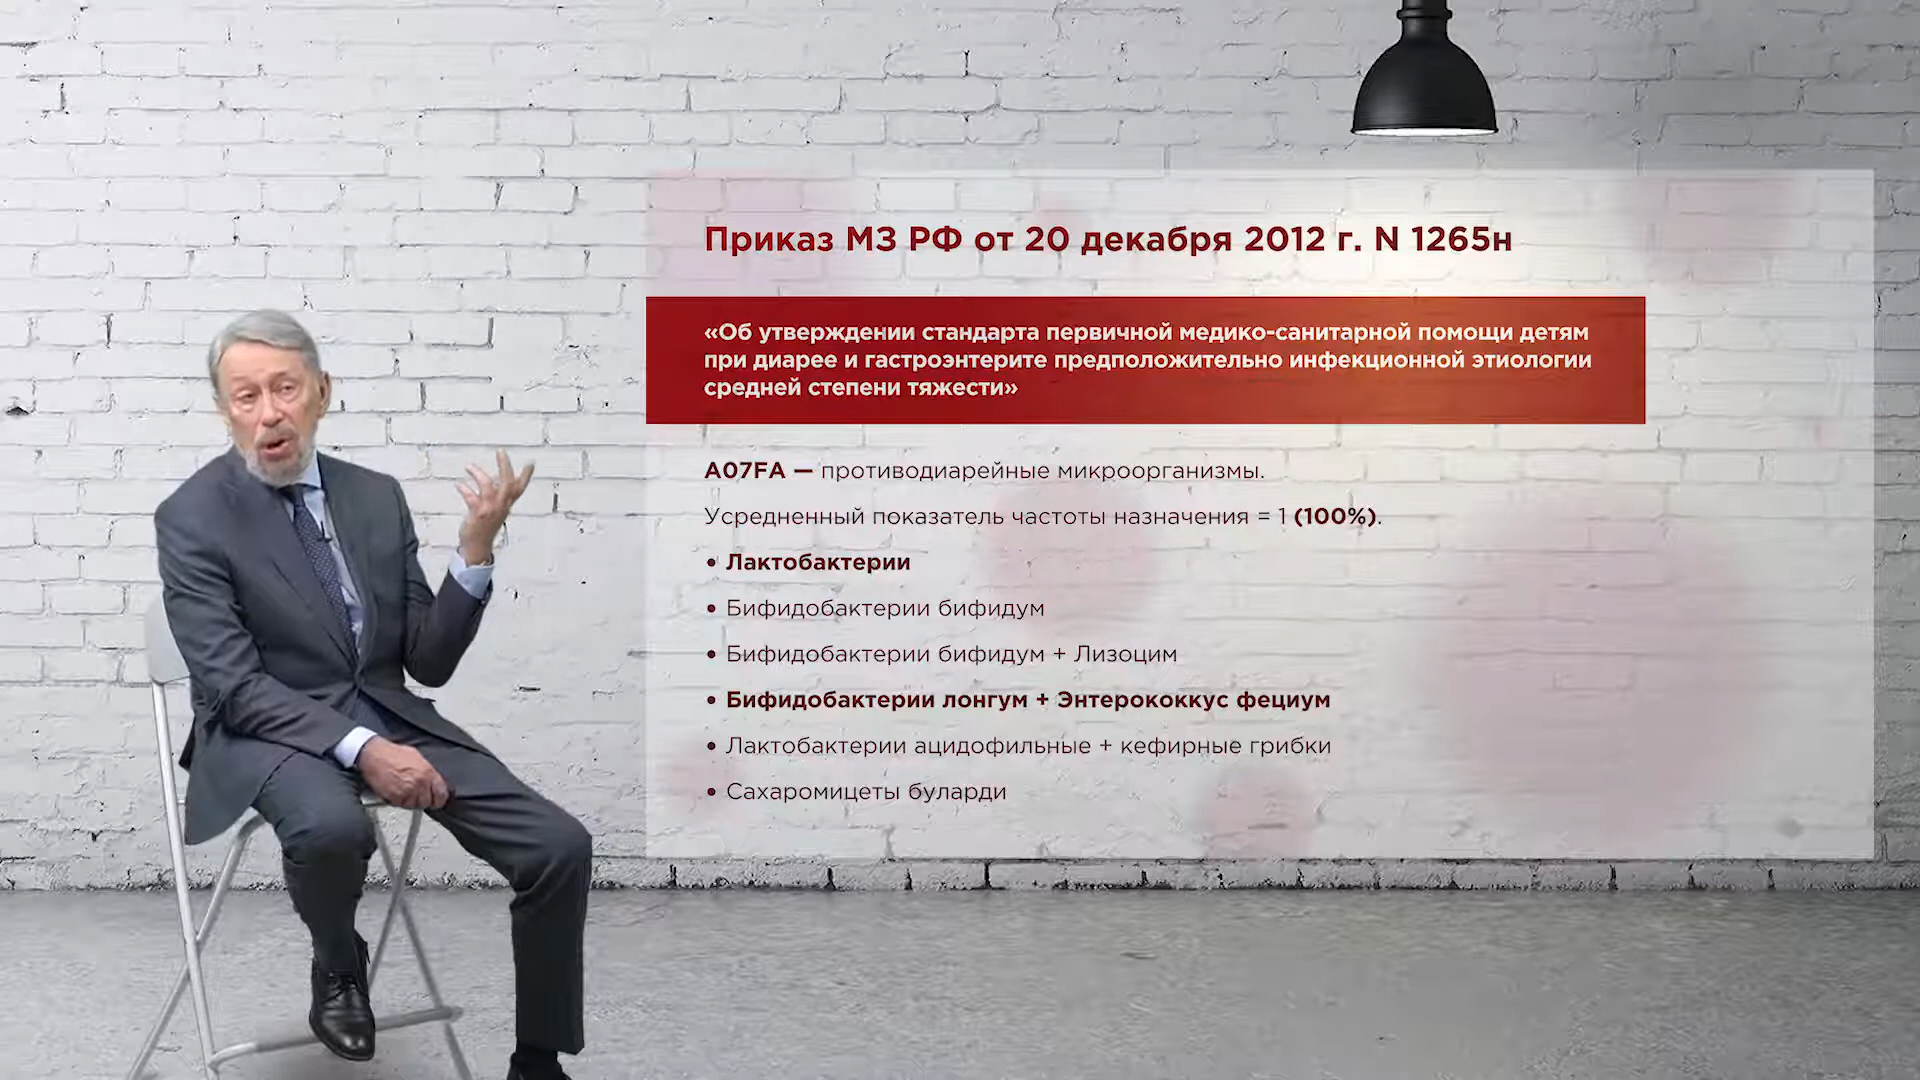 Приказ МЗ РФ от 20 декабря 2012 г. N 1265н
«Об утверждении стандарта первичной медико-санитарной помощи детям
при диарее и гастроэнтерите предположительно инфекционной этиологии
средней степени тяжести»
A07FA — противодиарейные микроорганизмы.
Усредненный показатель частоты назначения = 1 (100%).
• Лактобактерии
• Бифидобактерии бифидум
• Бифидобактерии бифидум + Лизоцим
• Бифидобактерии лонгум + Энтерококкус фециум
• Лактобактерии ацидофильные + кефирные грибки
• Сахаромицеты буларди